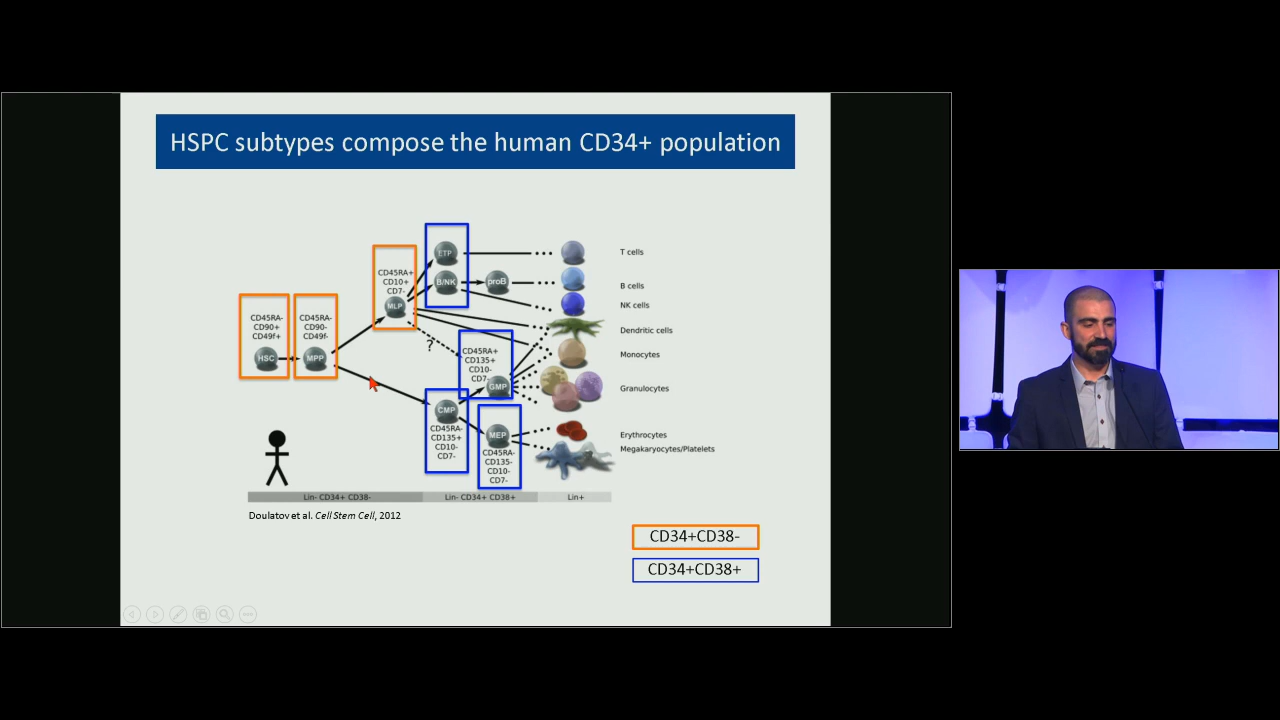 HSPC subtypes compose the human CD34+ population
CD45RA-
CD90+
CD49f+
HSC
CD45RA-
CD90-
CD49f-
MPP
CD45RA+
CD10+
CD7-
MLP
ETP
B/NK
proB
?
CD45RA+
CD135+
CD10-
CD7-
GMP
CMP
CD45RA-
CD135+
CD10-
CD7-
MEP
CD45RA-
CD135-
CD10-
CD7-
T cells
B cells
NK cells
Dendritic cells
Monocytes
Granulocytes
Erythrocytes
Megakaryocytes/Platelets
Lin- CD34+ CD38-
Lin- CD34+ CD38+
Lin+
Doulatov et al. Cell Stem Cell, 2012
CD34+CD38-
CD34+CD38+